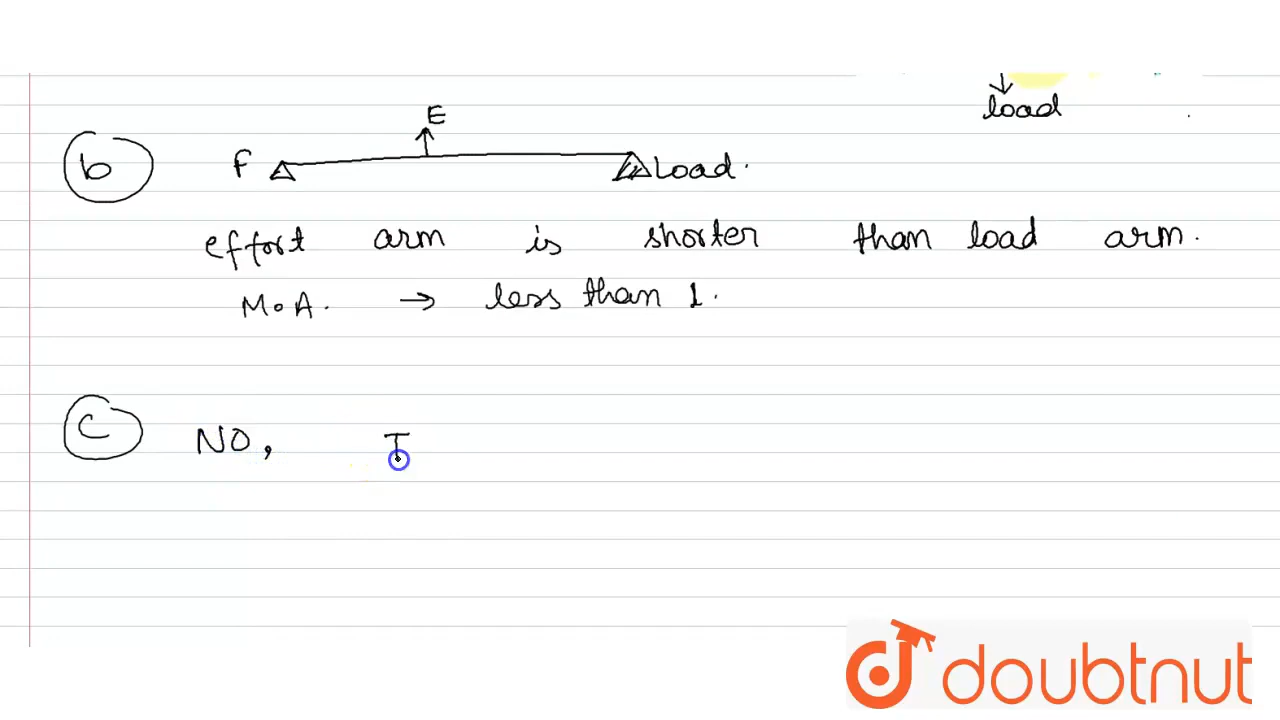 load
E
b F Load.
effort arm is shorter than load arm.
M.A. → less than 1.
C NO, I
doubtnut